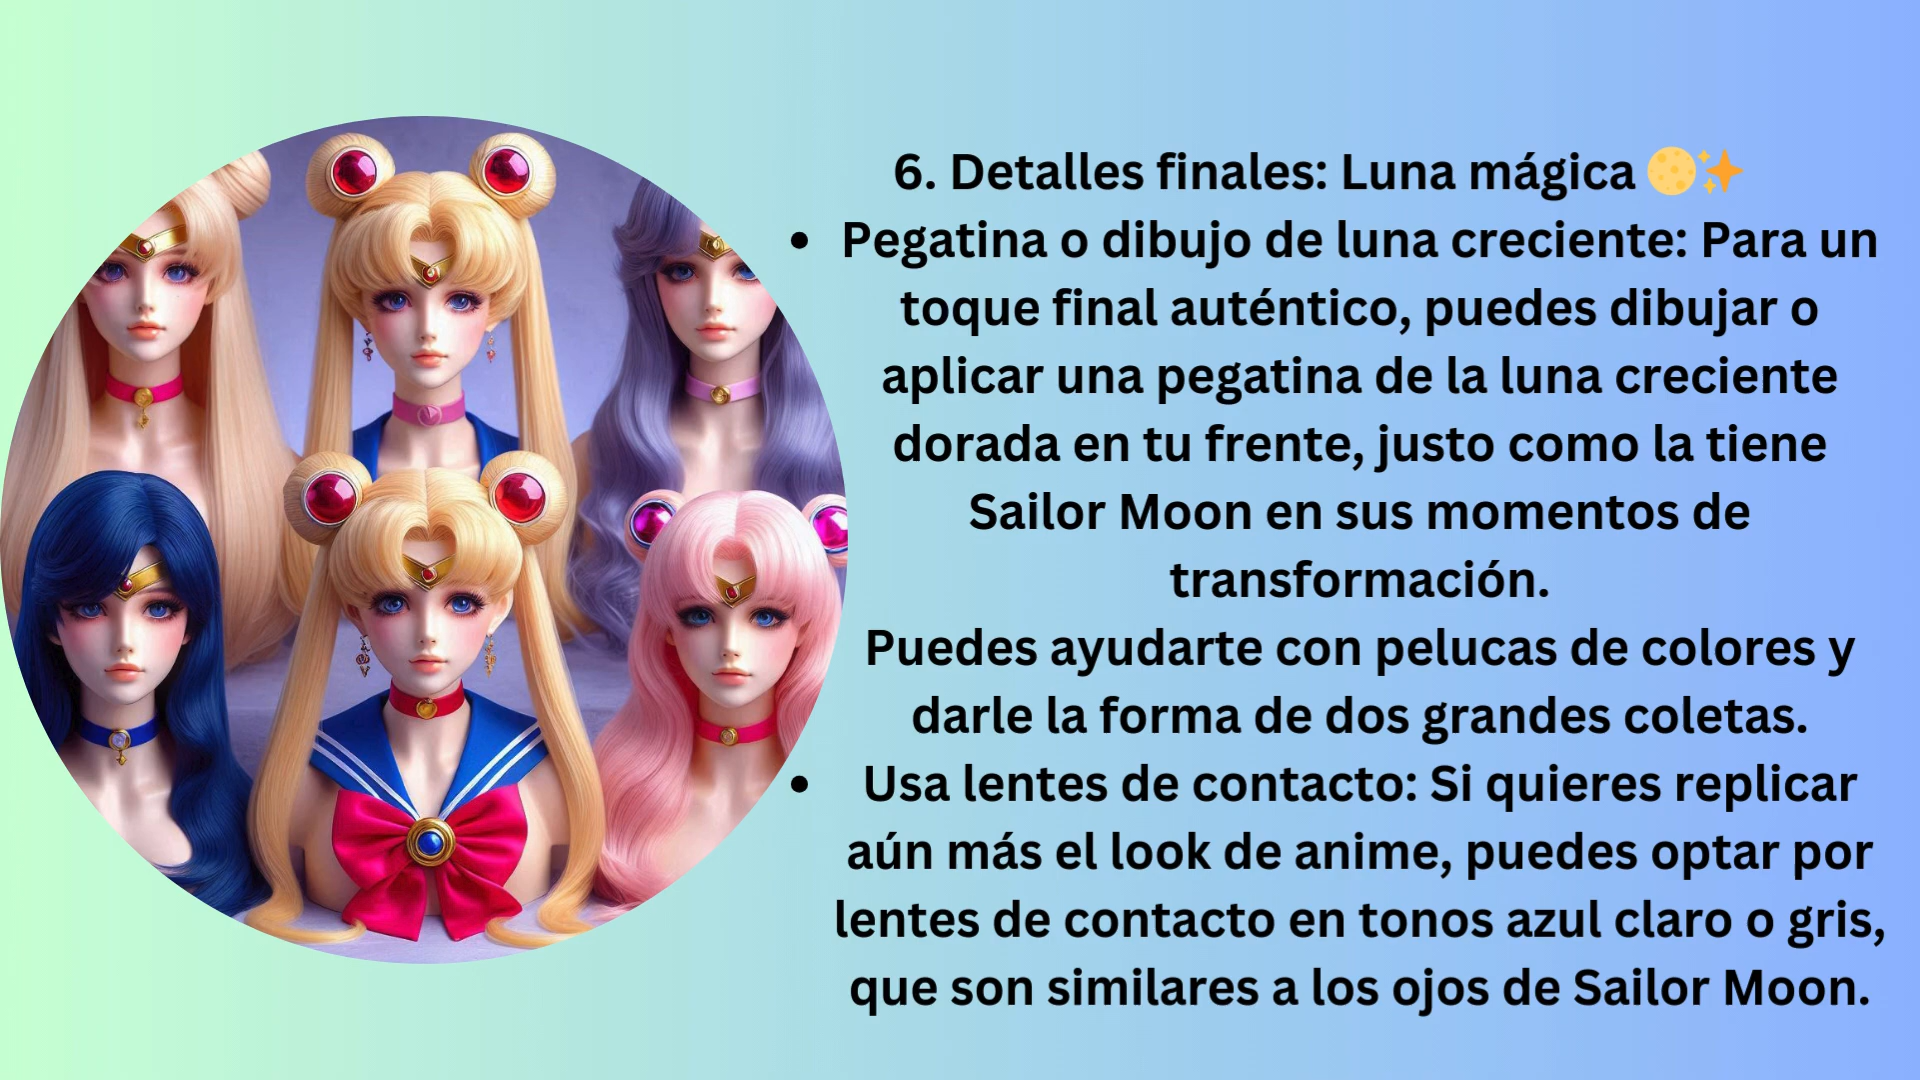 6. Detalles finales: Luna mágica 🌕✨
• Pegatina o dibujo de luna creciente: Para un
toque final auténtico, puedes dibujar o
aplicar una pegatina de la luna creciente
dorada en tu frente, justo como la tiene
Sailor Moon en sus momentos de
transformación.
Puedes ayudarte con pelucas de colores y
darle la forma de dos grandes coletas.
• Usa lentes de contacto: Si quieres replicar
aún más el look de anime, puedes optar por
lentes de contacto en tonos azul claro o gris,
que son similares a los ojos de Sailor Moon.